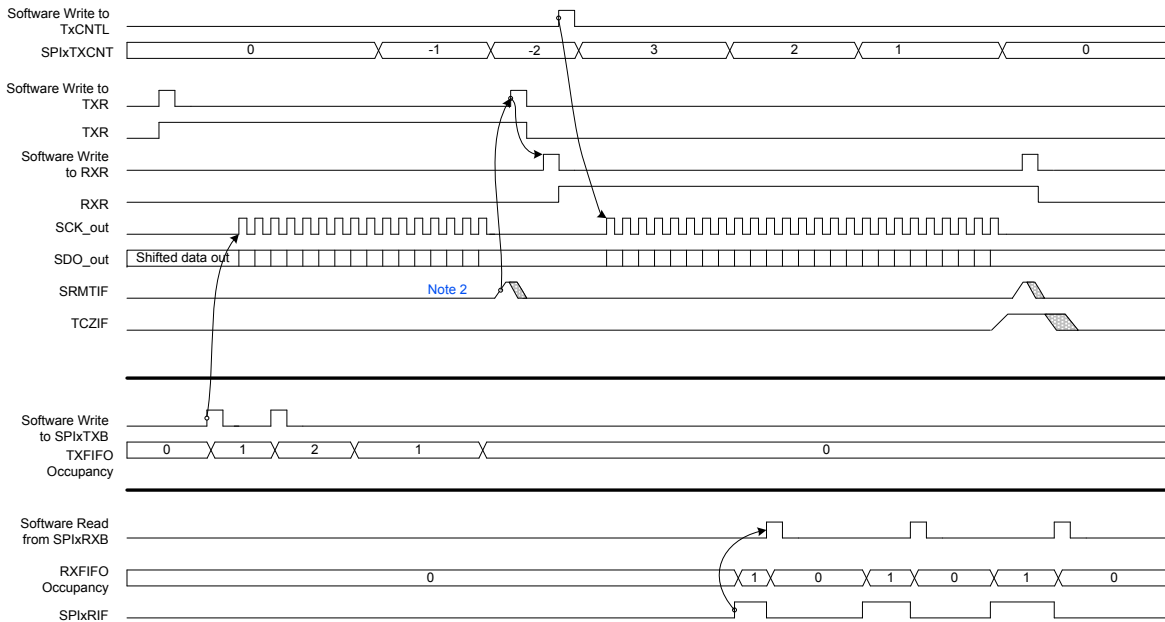 Software Write to
TxCNTL
SPIxTXCNT
0 -1 -2 3 2 1 0
Software Write to
TXR
TXR
Software Write
to RXR
RXR
SCK_out
SDO_out
Shifted data out
SRMTIF
Note 2
TCZIF
Software Write
to SPIxTXB
TXFIFO
Occupancy
0 1 2 1 0
Software Read
from SPIxRXB
RXFIFO
Occupancy
0 1 0 1 0 1 0
SPIxRIF